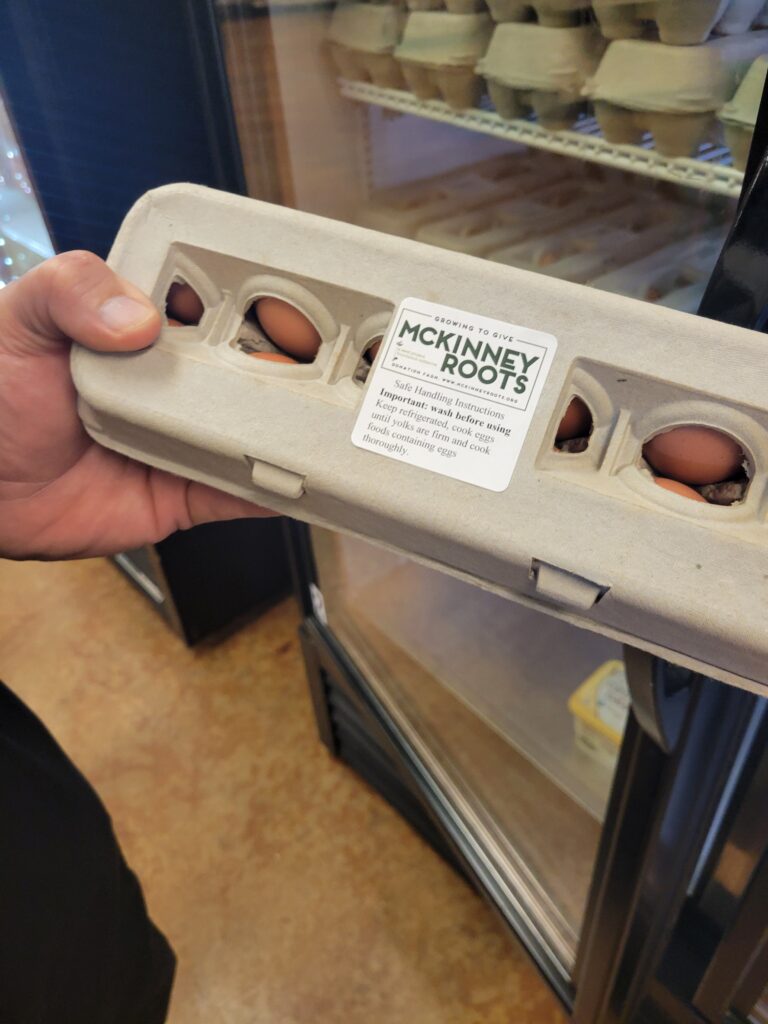 GROWING TO GIVE
MCKINNEY
ROOTS
DONATION FARM. WWW.MCKINNEYROOTS.ORG
Safe Handling Instructions
Important: wash before using
Keep refrigerated, cook eggs
until yolks are firm and cook
foods containing eggs
thoroughly.